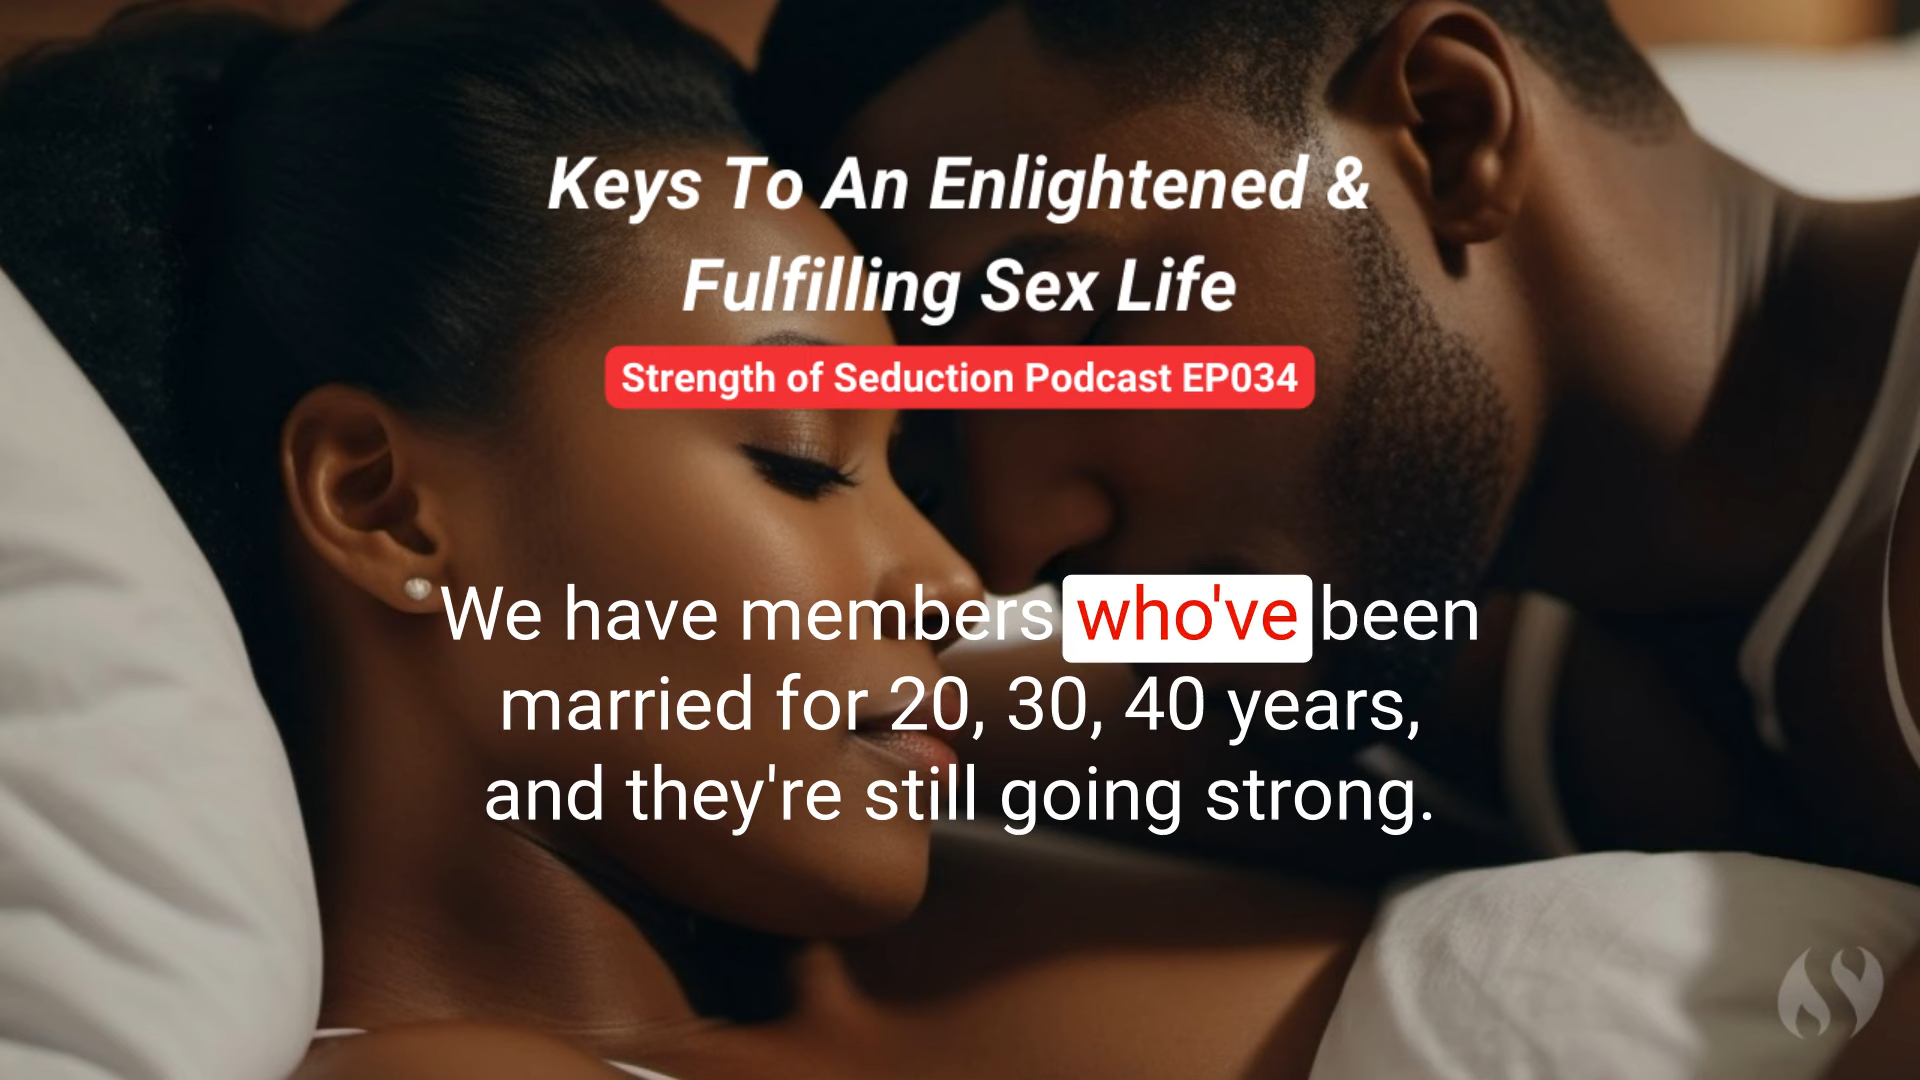 Keys To An Enlightened &
Fulfilling Sex Life
Strength of Seduction Podcast EP034
We have members who've been
married for 20, 30, 40 years,
and they're still going strong.